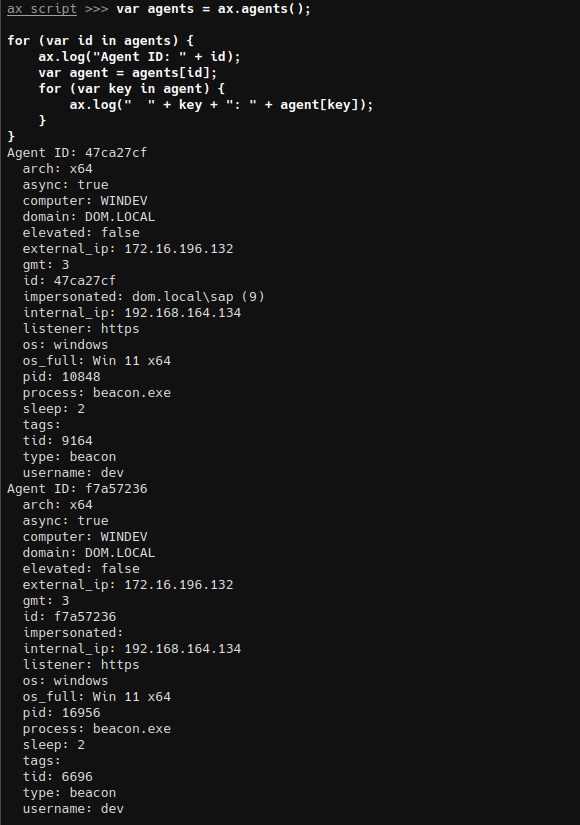 ax script >>> var agents = ax.agents();

for (var id in agents) {
    ax.log("Agent ID: " + id);
    var agent = agents[id];
    for (var key in agent) {
        ax.log("  " + key + ": " + agent[key]);
    }
}
Agent ID: 47ca27cf
  arch: x64
  async: true
  computer: WINDEV
  domain: DOM.LOCAL
  elevated: false
  external_ip: 172.16.196.132
  gmt: 3
  id: 47ca27cf
  impersonated: dom.local\sap (9)
  internal_ip: 192.168.164.134
  listener: https
  os: windows
  os_full: Win 11 x64
  pid: 10848
  process: beacon.exe
  sleep: 2
  tags:
  tid: 9164
  type: beacon
  username: dev
Agent ID: f7a57236
  arch: x64
  async: true
  computer: WINDEV
  domain: DOM.LOCAL
  elevated: false
  external_ip: 172.16.196.132
  gmt: 3
  id: f7a57236
  impersonated:
  internal_ip: 192.168.164.134
  listener: https
  os: windows
  os_full: Win 11 x64
  pid: 16956
  process: beacon.exe
  sleep: 2
  tags:
  tid: 6696
  type: beacon
  username: dev